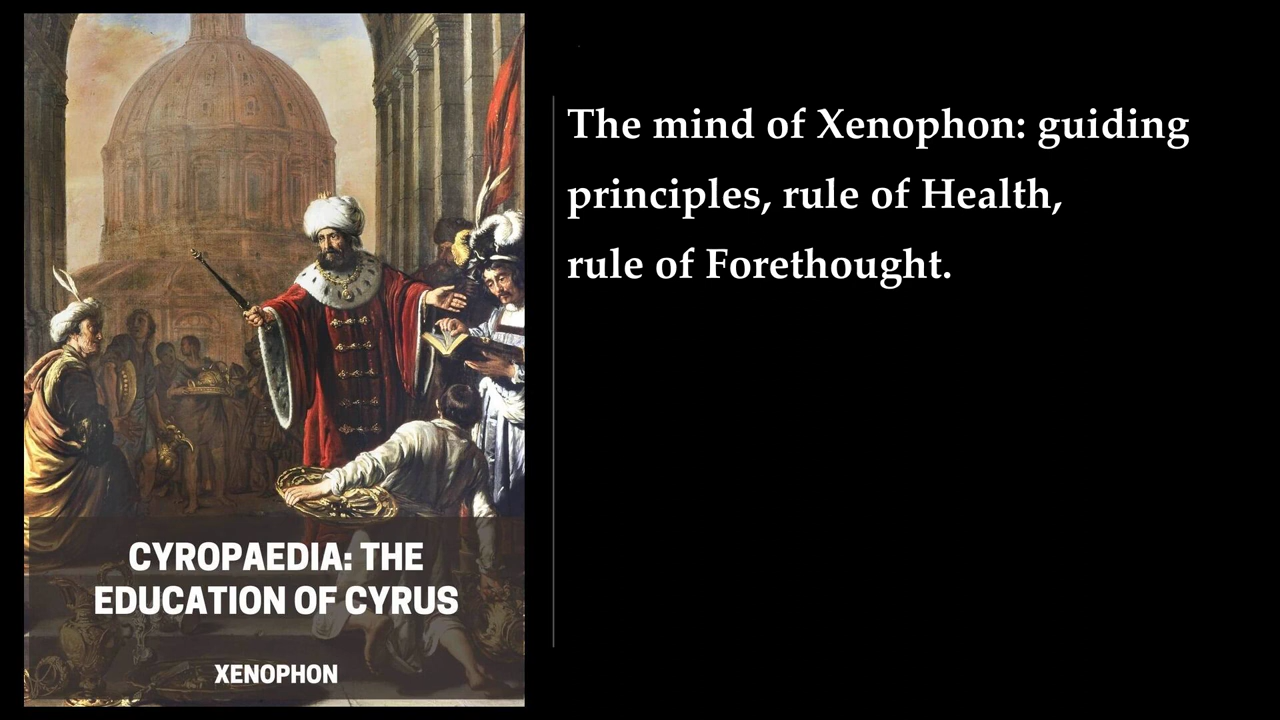 CYROPAEDIA: THE
EDUCATION OF CYRUS
XENOPHON
The mind of Xenophon: guiding
principles, rule of Health,
rule of Forethought.